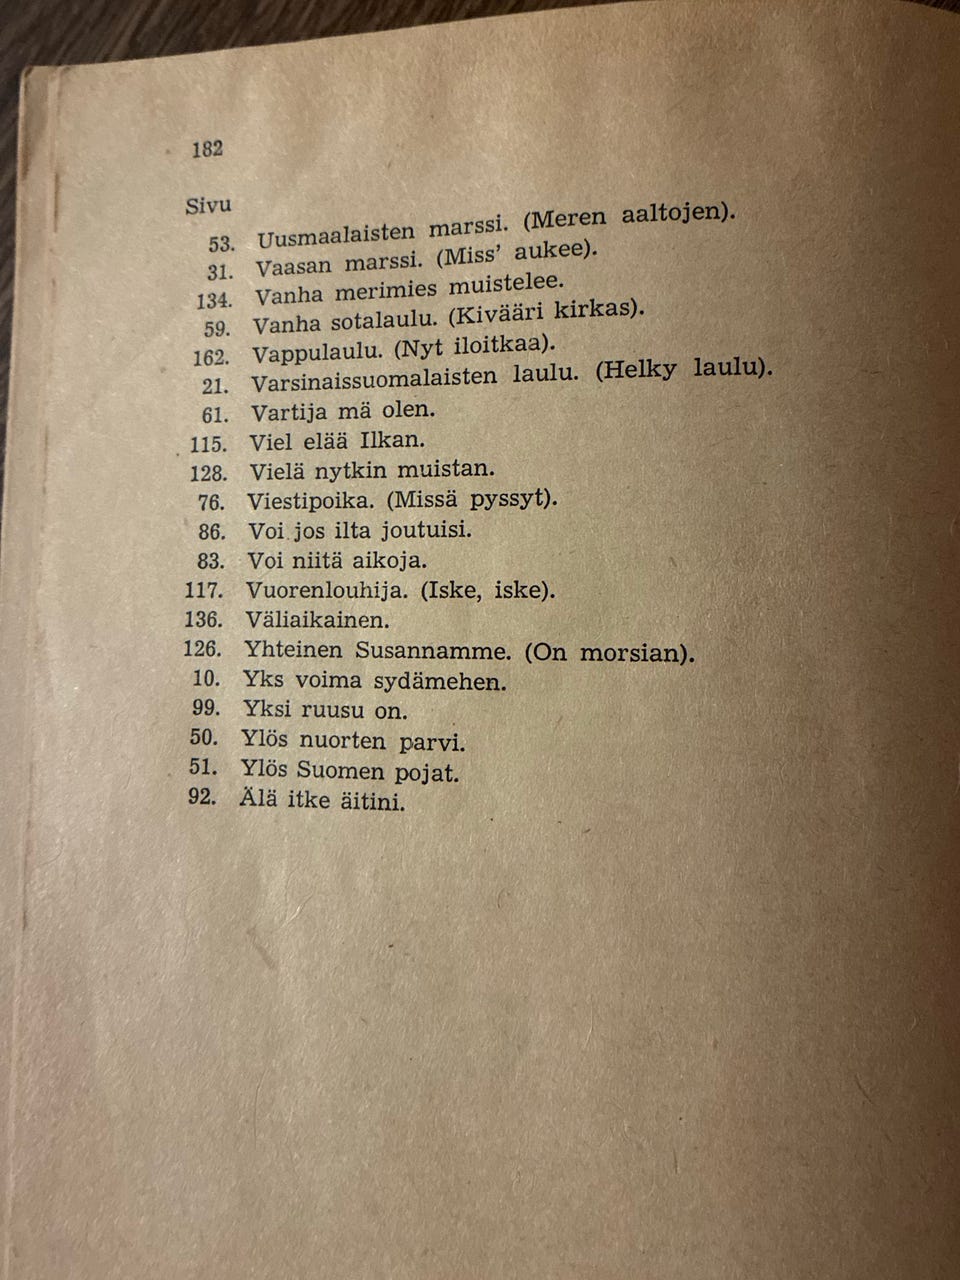 182
Sivu
53. Uusmaalaisten marssi. (Meren aaltojen).
31. Vaasan marssi. (Miss' aukee).
134. Vanha merimies muistelee.
59. Vanha sotalaulu. (Kivääri kirkas).
162. Vappulaulu. (Nyt iloitkaa).
21. Varsinaissuomalaisten laulu. (Helky laulu).
61. Vartija mä olen.
115. Viel elää Ilkan.
128. Vielä nytkin muistan.
76. Viestipoika. (Missä pyssyt).
86. Voi jos ilta joutuisi.
83. Voi niitä aikoja.
117. Vuorenlouhija. (Iske, iske).
136. Väliaikainen.
126. Yhteinen Susannamme. (On morsian).
10. Yks voima sydämehen.
99. Yksi ruusu on.
50. Ylös nuorten parvi.
51. Ylös Suomen pojat.
92. Älä itke äitini.